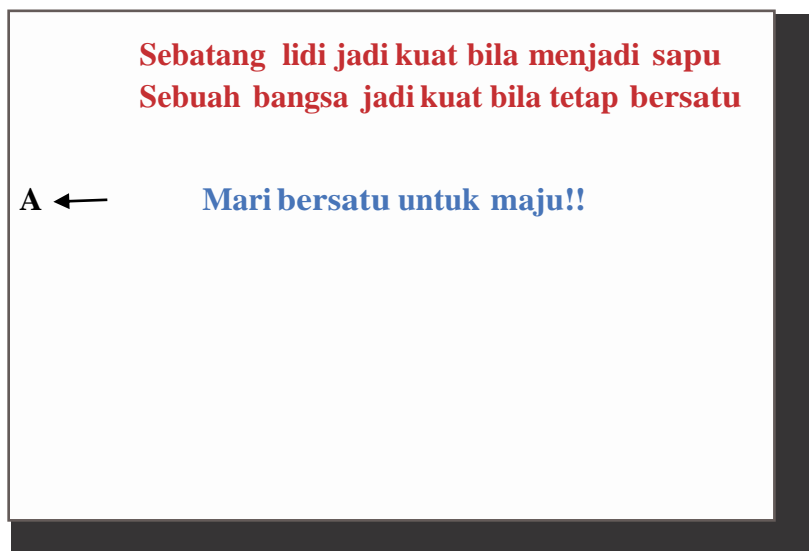 Sebatang lidi jadi kuat bila menjadi sapu
Sebuah bangsa jadi kuat bila tetap bersatu
A Mari bersatu untuk maju!!